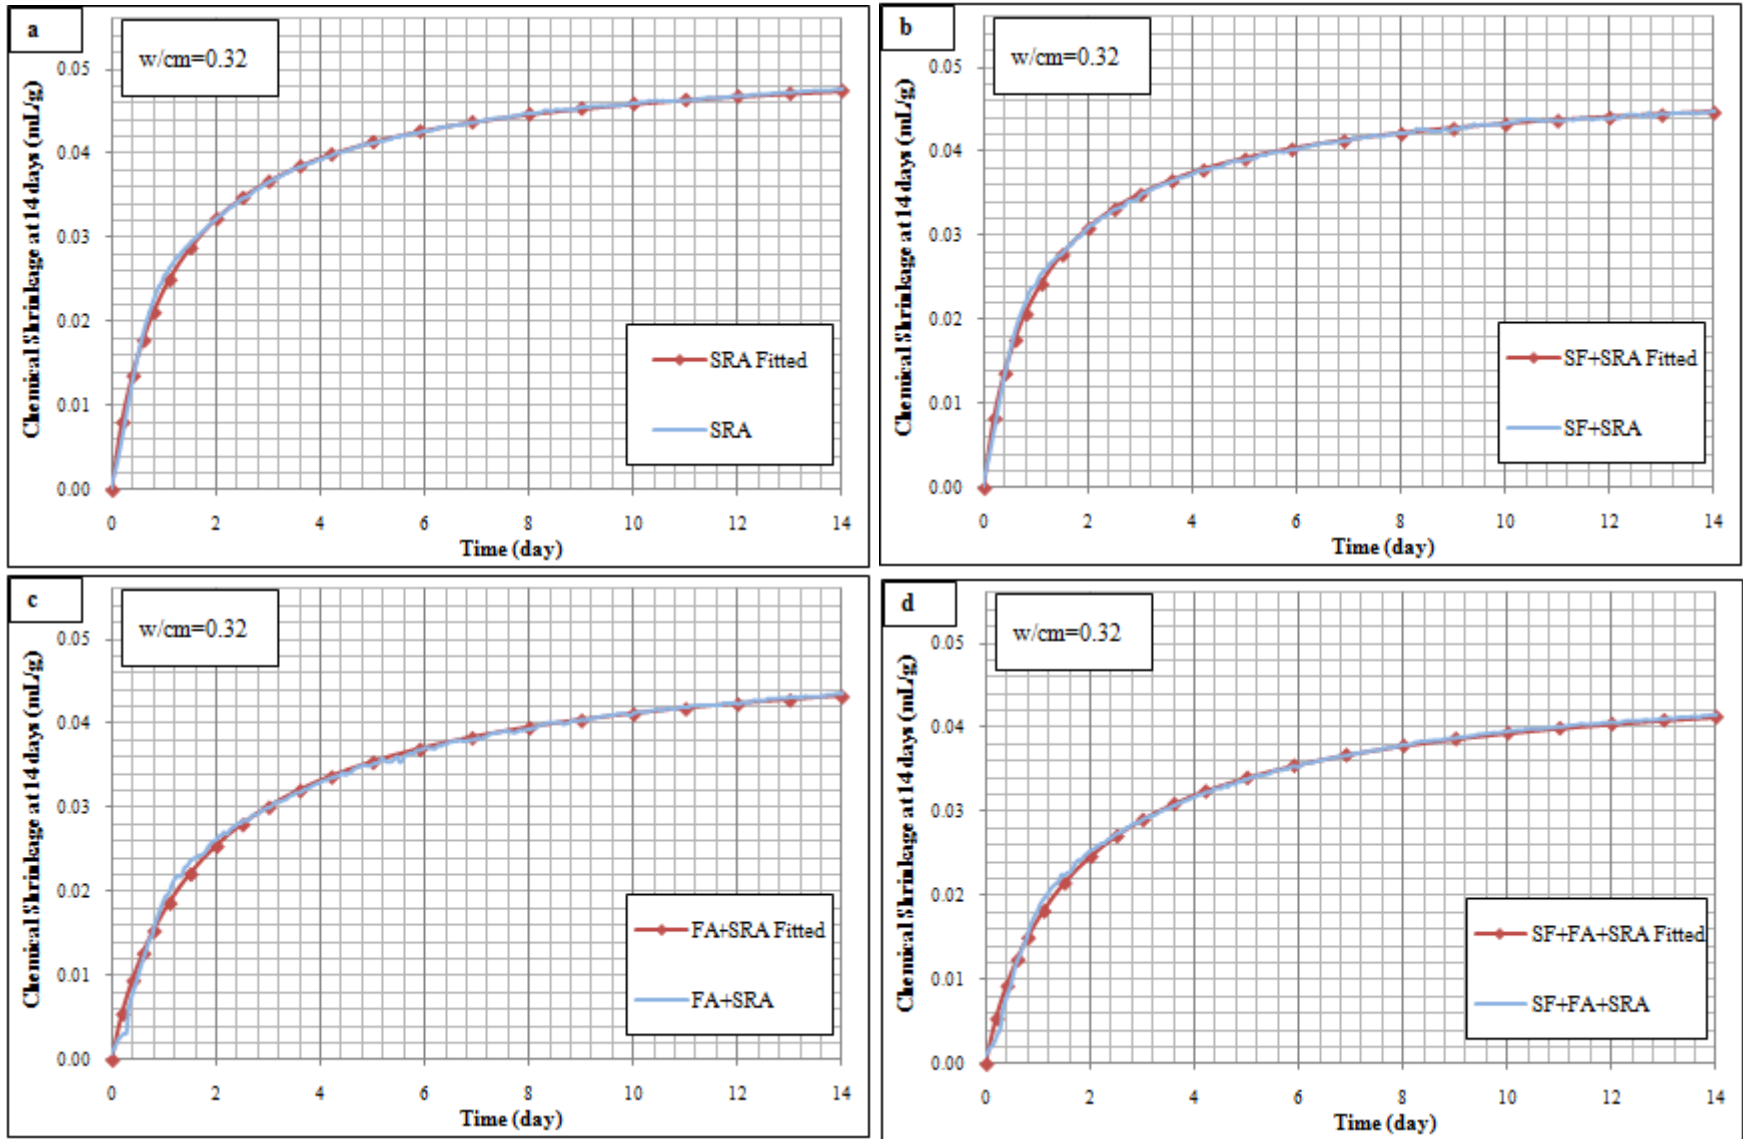 a
w/cm=0.32
Chemical Shrinkage at 14 days (mL/g)
0.05
0.04
0.03
0.02
0.01
0.00
SRA Fitted
SRA
0 2 4 6 8 10 12 14
Time (day)
b
w/cm=0.32
Chemical Shrinkage at 14 days (mL/g)
0.05
0.04
0.03
0.02
0.01
0.00
SF+SRA Fitted
SF+SRA
0 2 4 6 8 10 12 14
Time (day)
c
w/cm=0.32
Chemical Shrinkage at 14 days (mL/g)
0.05
0.04
0.03
0.02
0.01
0.00
FA+SRA Fitted
FA+SRA
0 2 4 6 8 10 12 14
Time (day)
d
w/cm=0.32
Chemical Shrinkage at 14 days (mL/g)
0.05
0.04
0.03
0.02
0.01
0.00
SF+FA+SRA Fitted
SF+FA+SRA
0 2 4 6 8 10 12 14
Time (day)